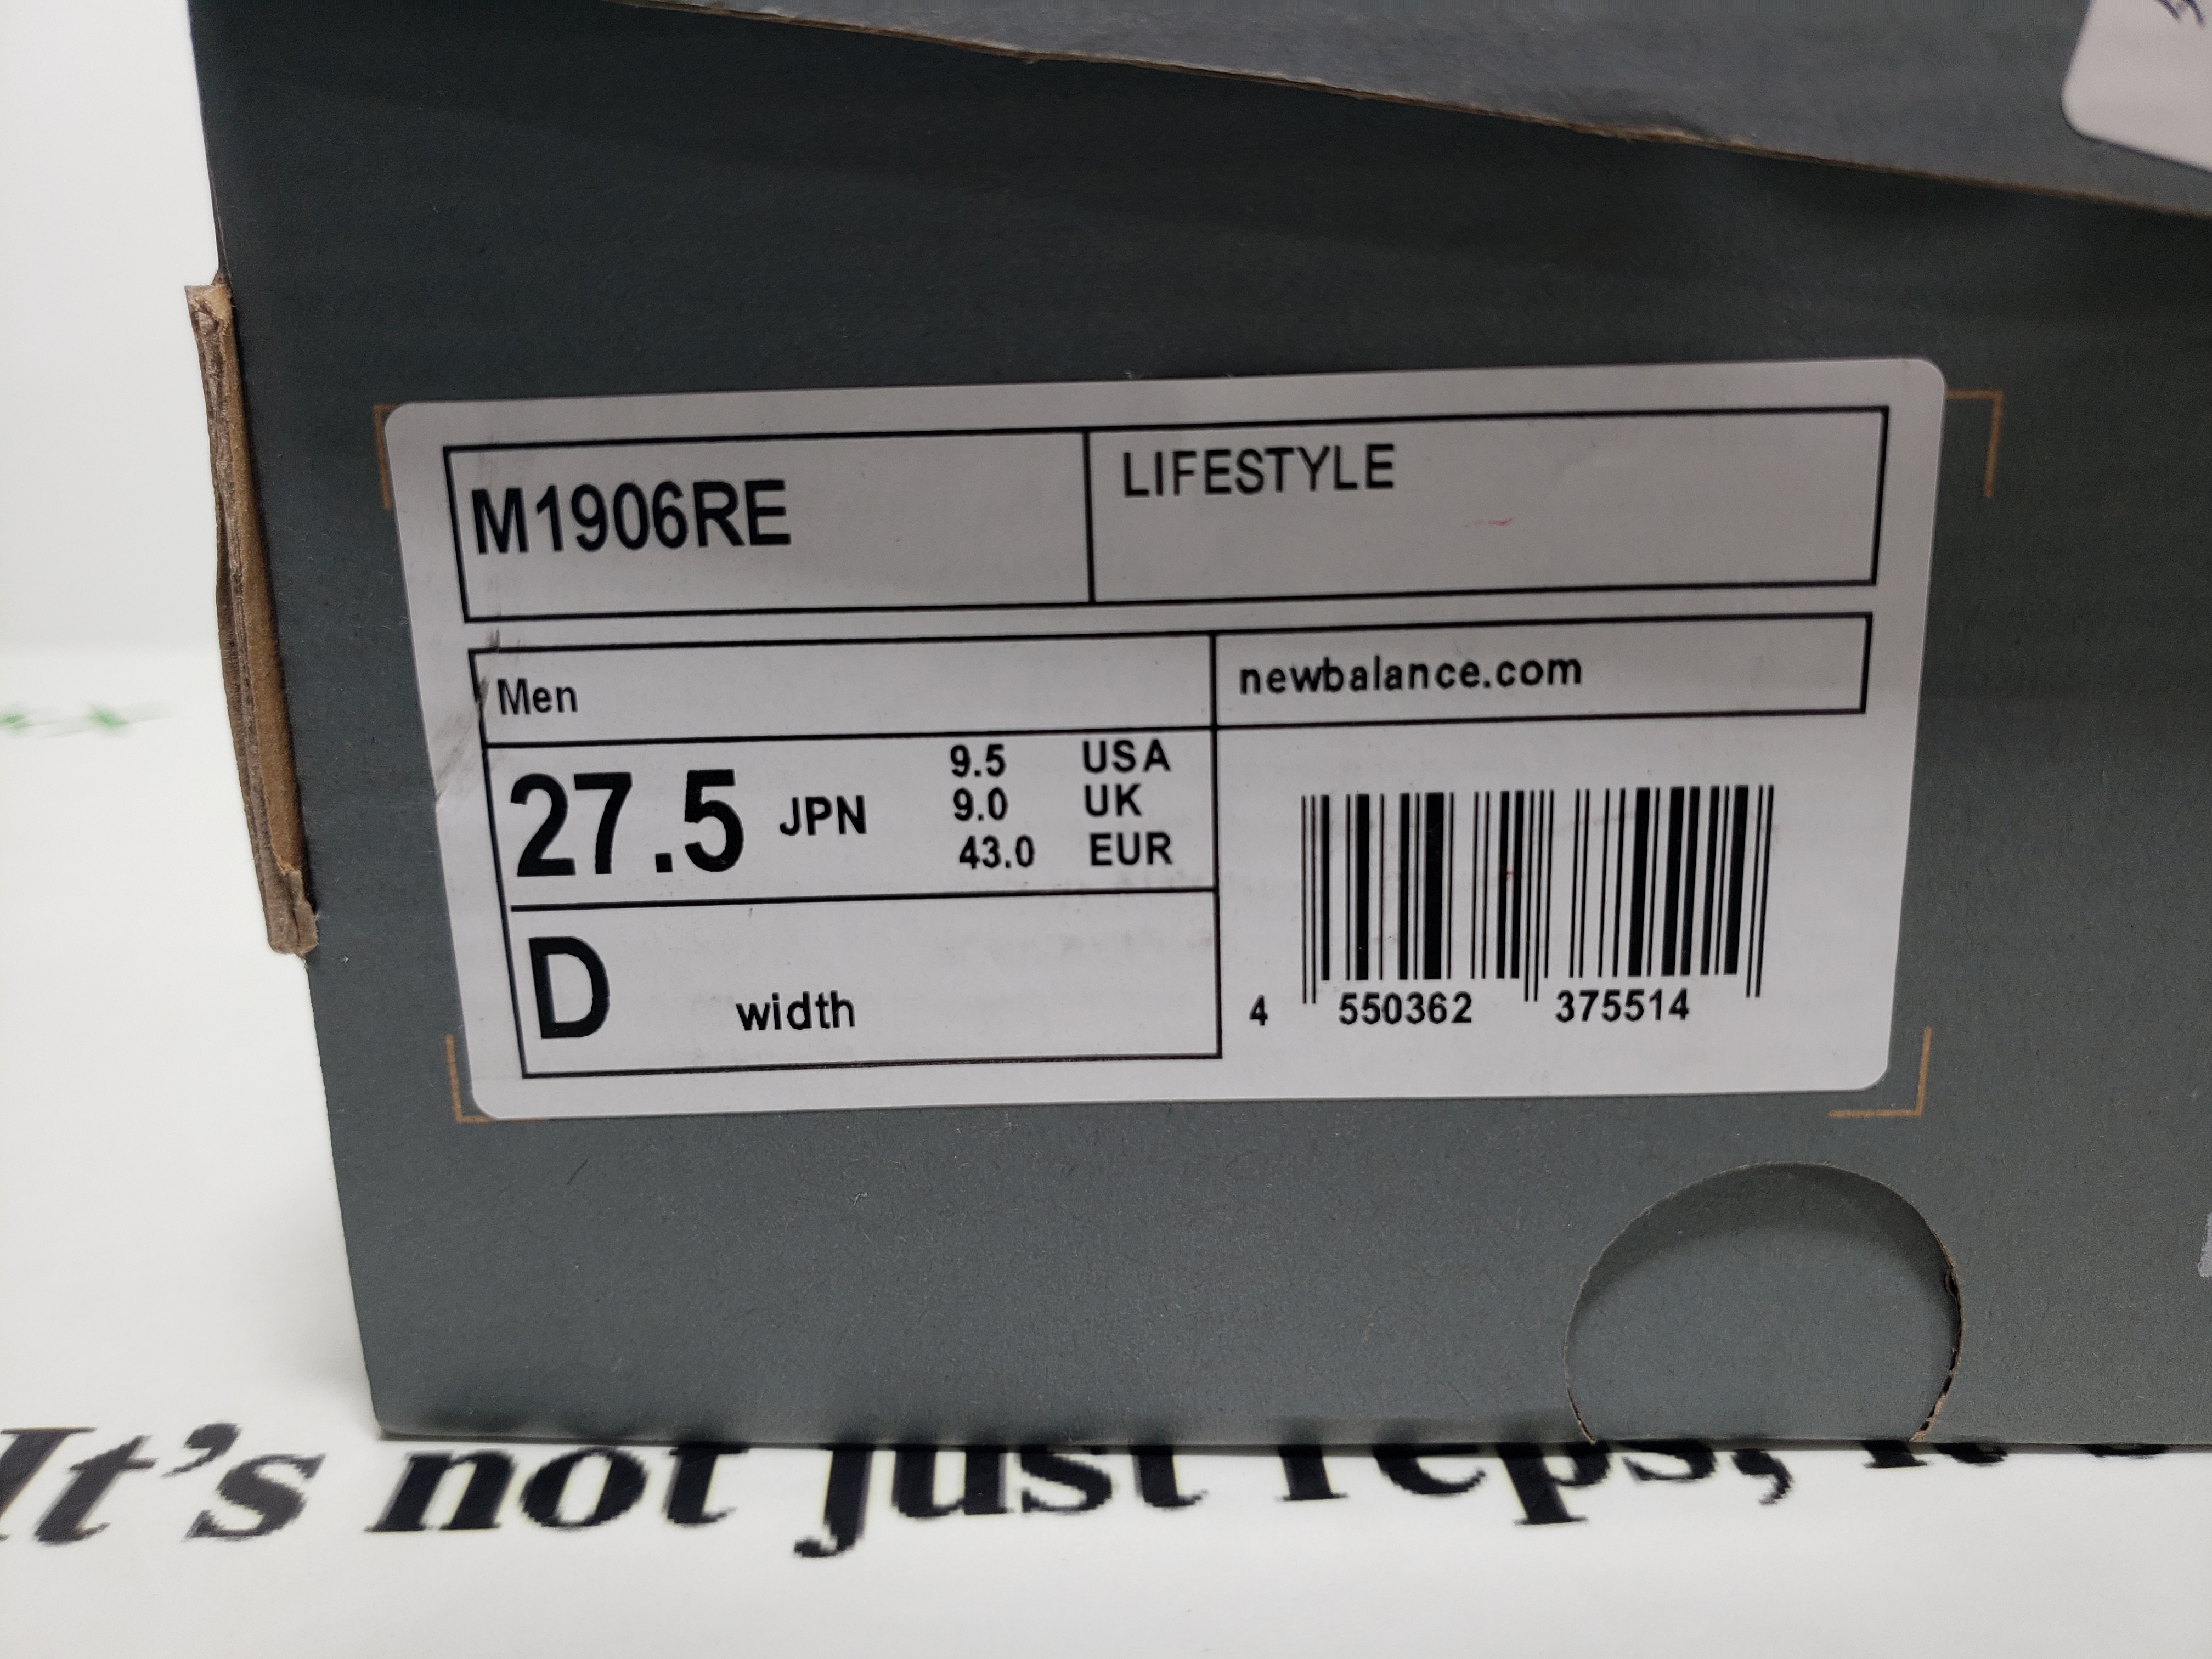 M1906RE
LIFESTYLE
Men
newbalance.com
27.5 JPN
9.5 USA
9.0 UK
43.0 EUR
D width
4 550362 375514
It's not just reps, it's